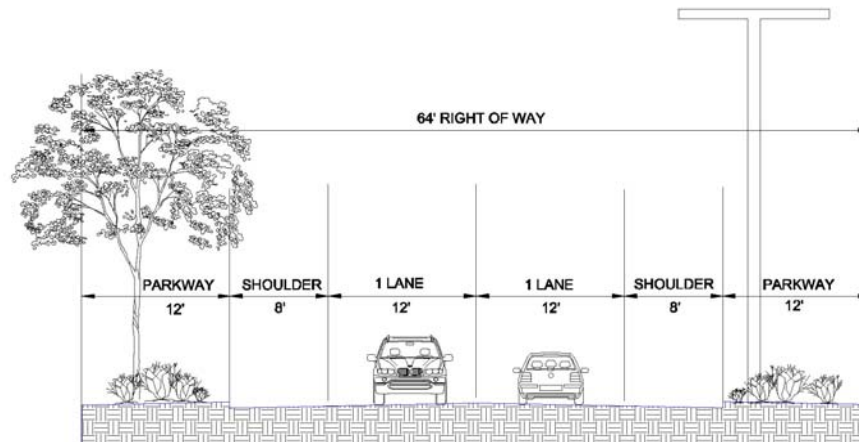 64' RIGHT OF WAY
PARKWAY SHOULDER 1 LANE 1 LANE SHOULDER PARKWAY
12' 8' 12' 12' 8' 12'